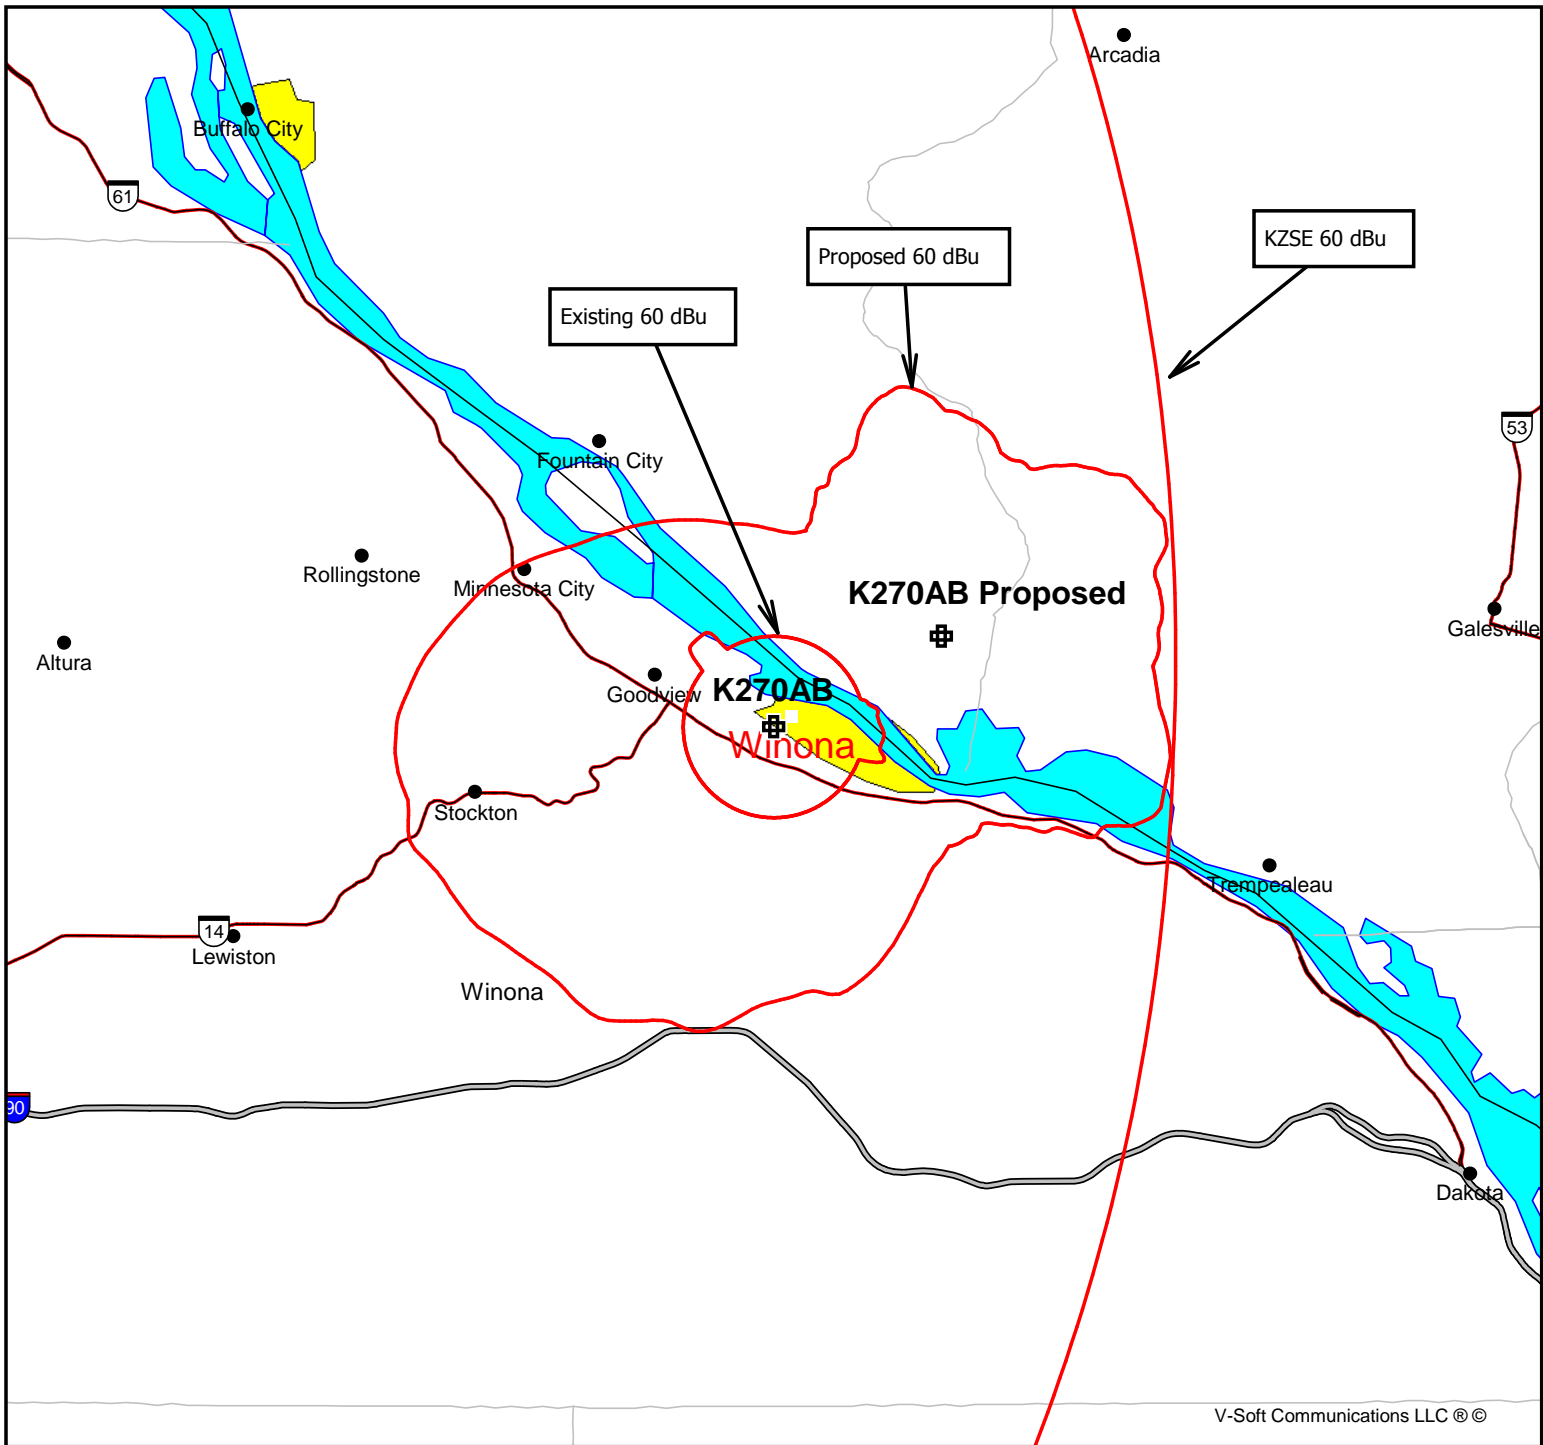 Arcadia
Buffalo City
61
KZSE 60 dBu
Proposed 60 dBu
Existing 60 dBu
53
Fountain City
Rollingstone
Minnesota City
K270AB Proposed
Galesville
Altura
Goodview
K270AB
Winona
Stockton
Trempealeau
14
Lewiston
Winona
90
Dakota
V-Soft Communications LLC ® ©